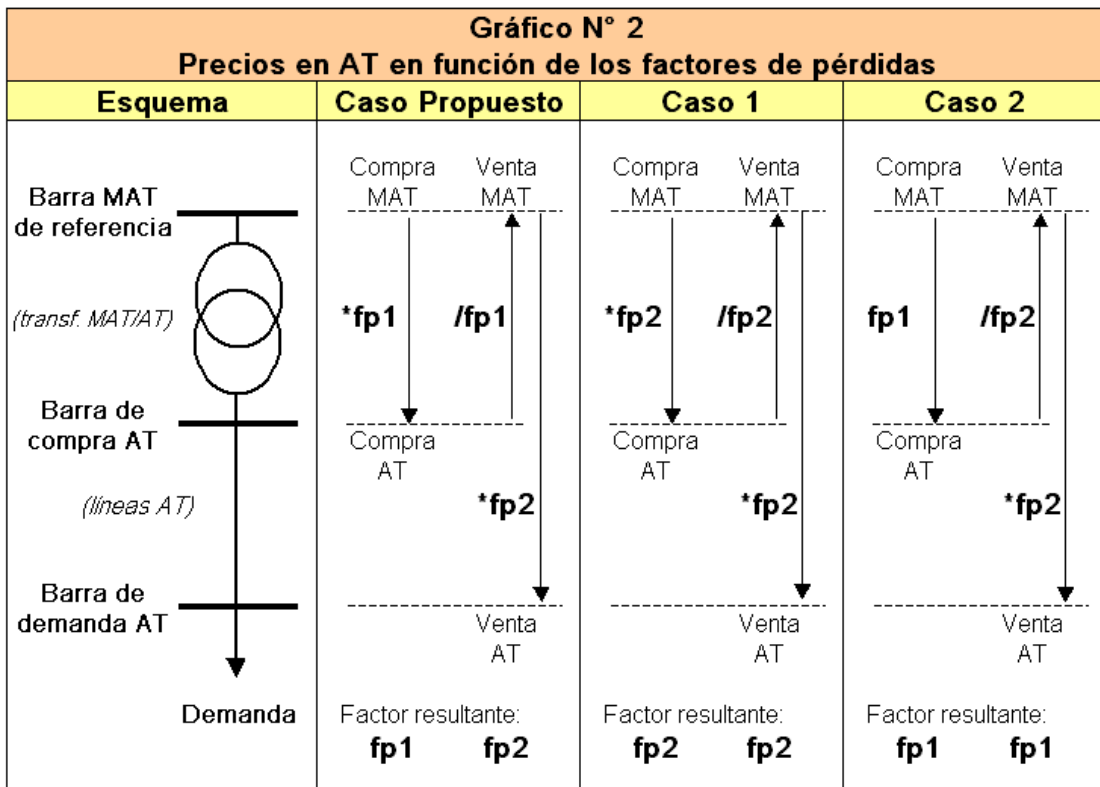 Gráfico N° 2
Precios en AT en función de los factores de pérdidas
Esquema
Caso Propuesto
Caso 1
Caso 2
Barra MAT
de referencia
(transf. MAT/AT)
Barra de
compra AT
(líneas AT)
Barra de
demanda AT
Demanda
Compra
MAT
Venta
MAT
*fp1
/fp1
Compra
AT
*fp2
Venta
AT
Factor resultante:
fp1 fp2
Compra
MAT
Venta
MAT
*fp2
/fp2
Compra
AT
*fp2
Venta
AT
Factor resultante:
fp2 fp2
Compra
MAT
Venta
MAT
fp1
/fp2
Compra
AT
*fp2
Venta
AT
Factor resultante:
fp1 fp1